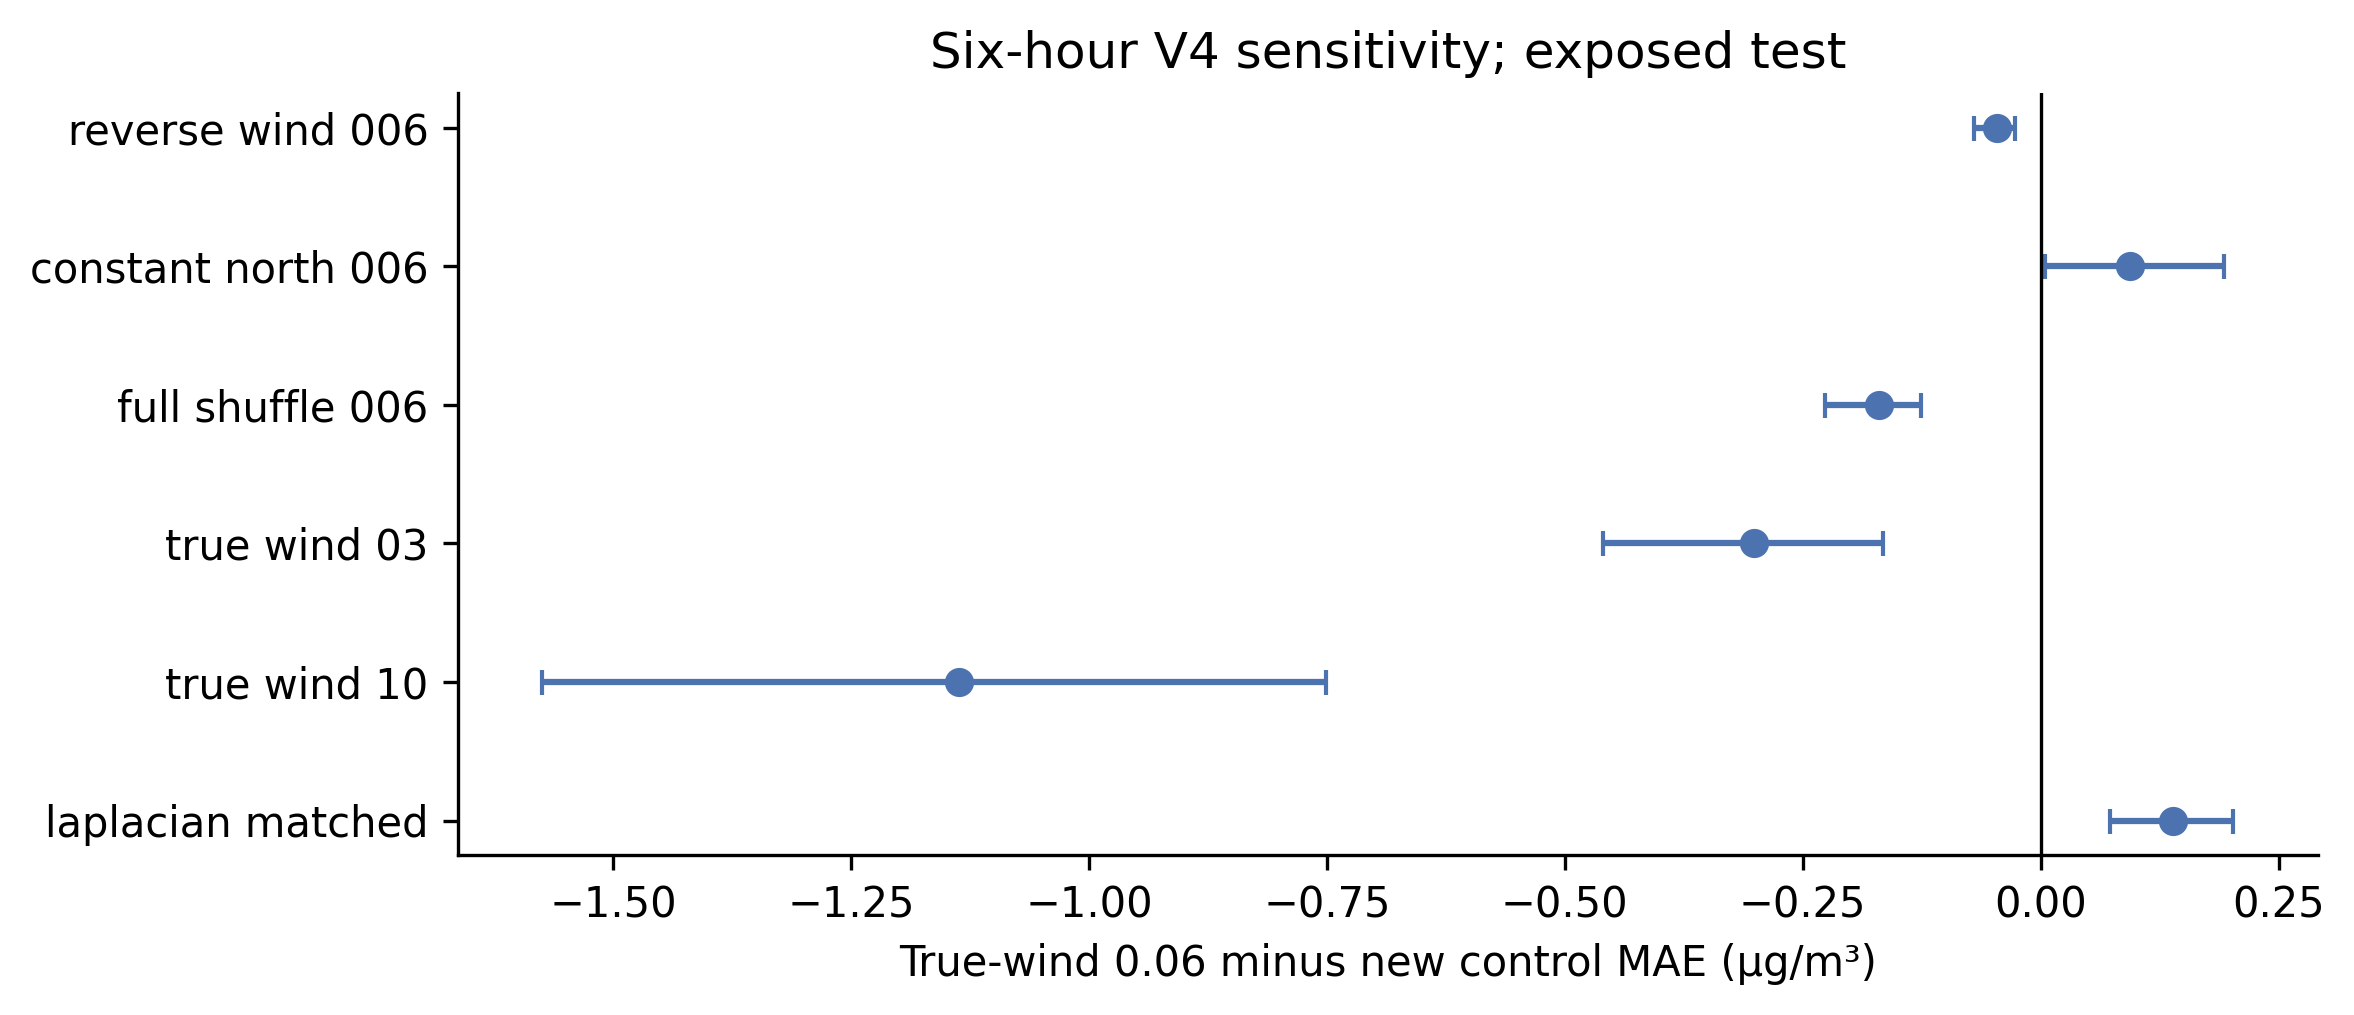 Six-hour V4 sensitivity; exposed test
reverse wind 006
constant north 006
full shuffle 006
true wind 03
true wind 10
laplacian matched
−1.50 −1.25 −1.00 −0.75 −0.50 −0.25 0.00 0.25
True-wind 0.06 minus new control MAE (µg/m³)